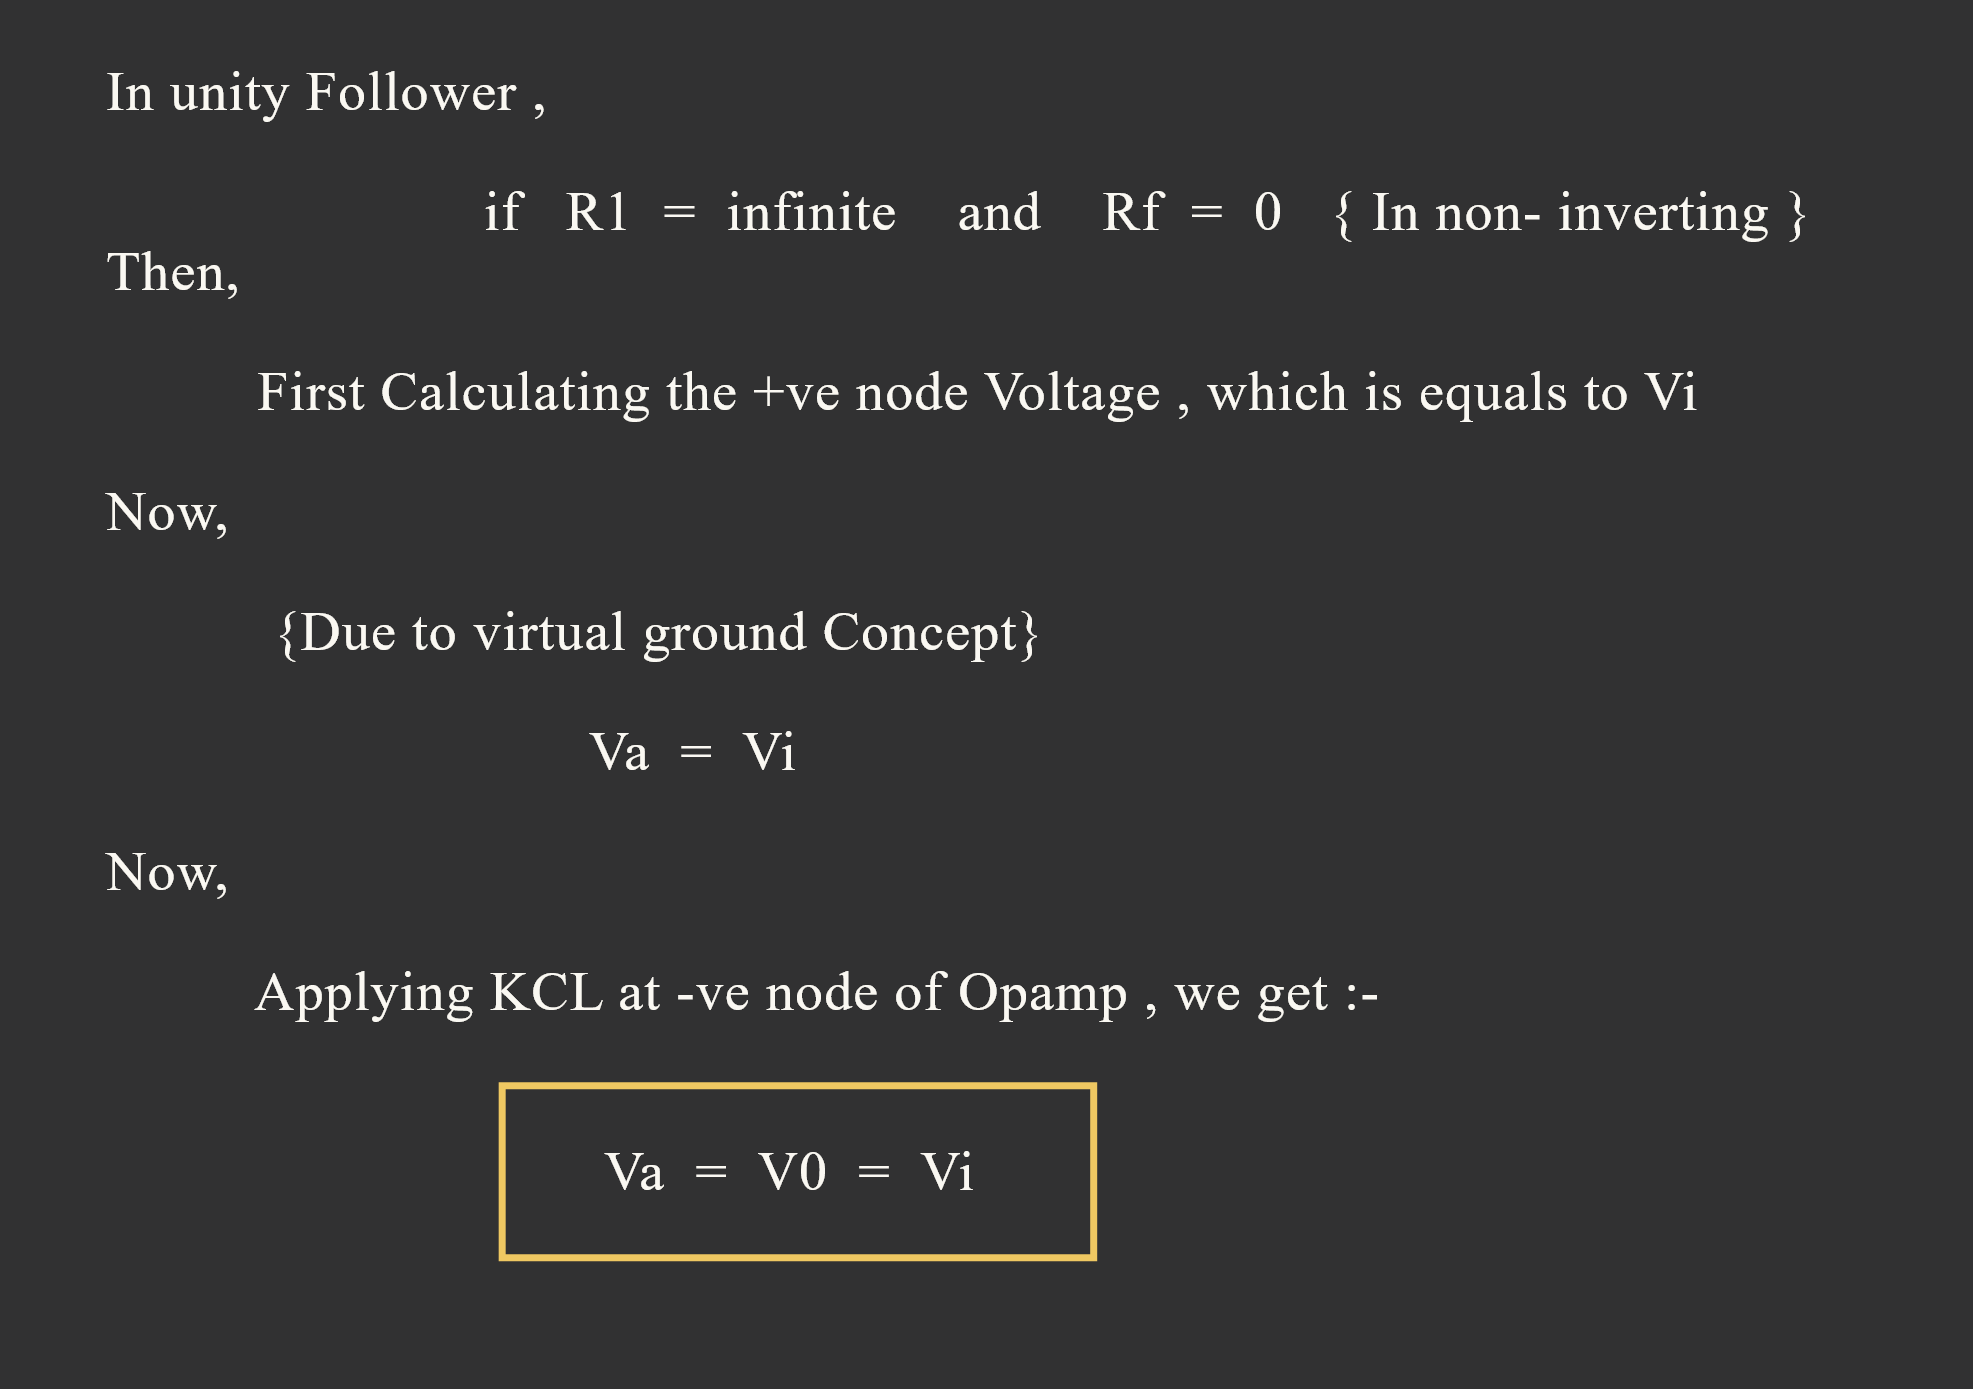 In unity Follower ,
if R1 = infinite and Rf = 0 { In non- inverting }
Then,
First Calculating the +ve node Voltage , which is equals to Vi
Now,
{Due to virtual ground Concept}
Va = Vi
Now,
Applying KCL at -ve node of Opamp , we get :-
Va = V0 = Vi